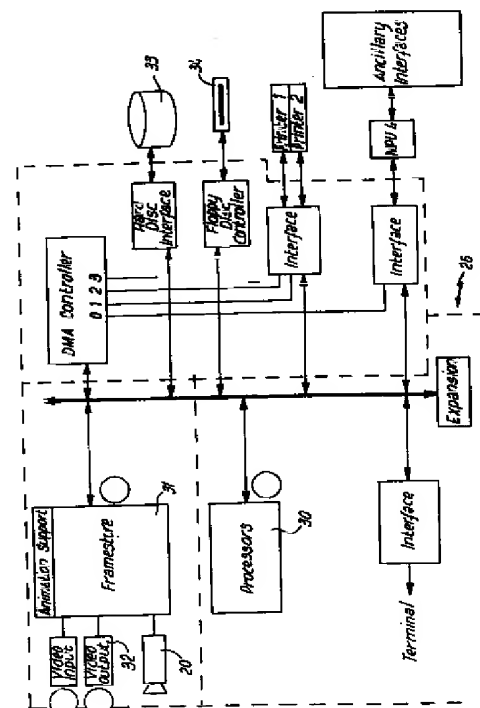 33
34
Printer 1
Printer 2
Ancillary
Interfaces
Hard
Disc
Interface
Floppy
Disc
Controller
Interface
NPU 4
Interface
DMA Controller
0 1 2 3
26
Expansion
Animation Support
Framestore
31
Processors
30
Interface
Terminal
Video
Input
Video
Output
32
20